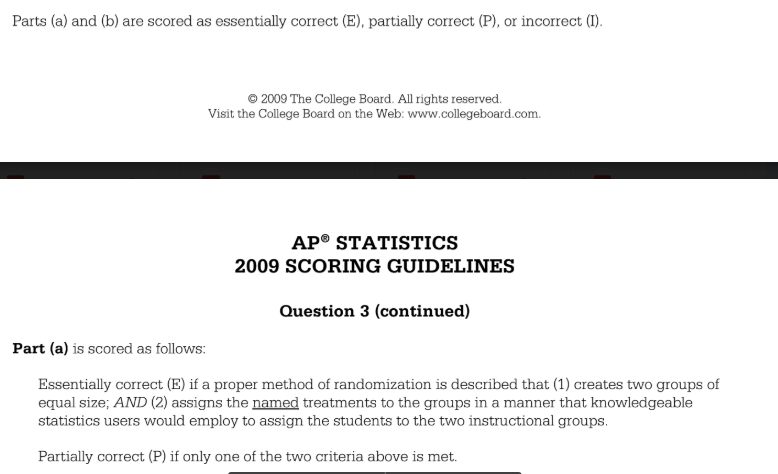 Parts (a) and (b) are scored as essentially correct (E), partially correct (P), or incorrect (I).
© 2009 The College Board. All rights reserved.
Visit the College Board on the Web: www.collegeboard.com.
AP® STATISTICS
2009 SCORING GUIDELINES
Question 3 (continued)
Part (a) is scored as follows:
Essentially correct (E) if a proper method of randomization is described that (1) creates two groups of
equal size; AND (2) assigns the named treatments to the groups in a manner that knowledgeable
statistics users would employ to assign the students to the two instructional groups.
Partially correct (P) if only one of the two criteria above is met.